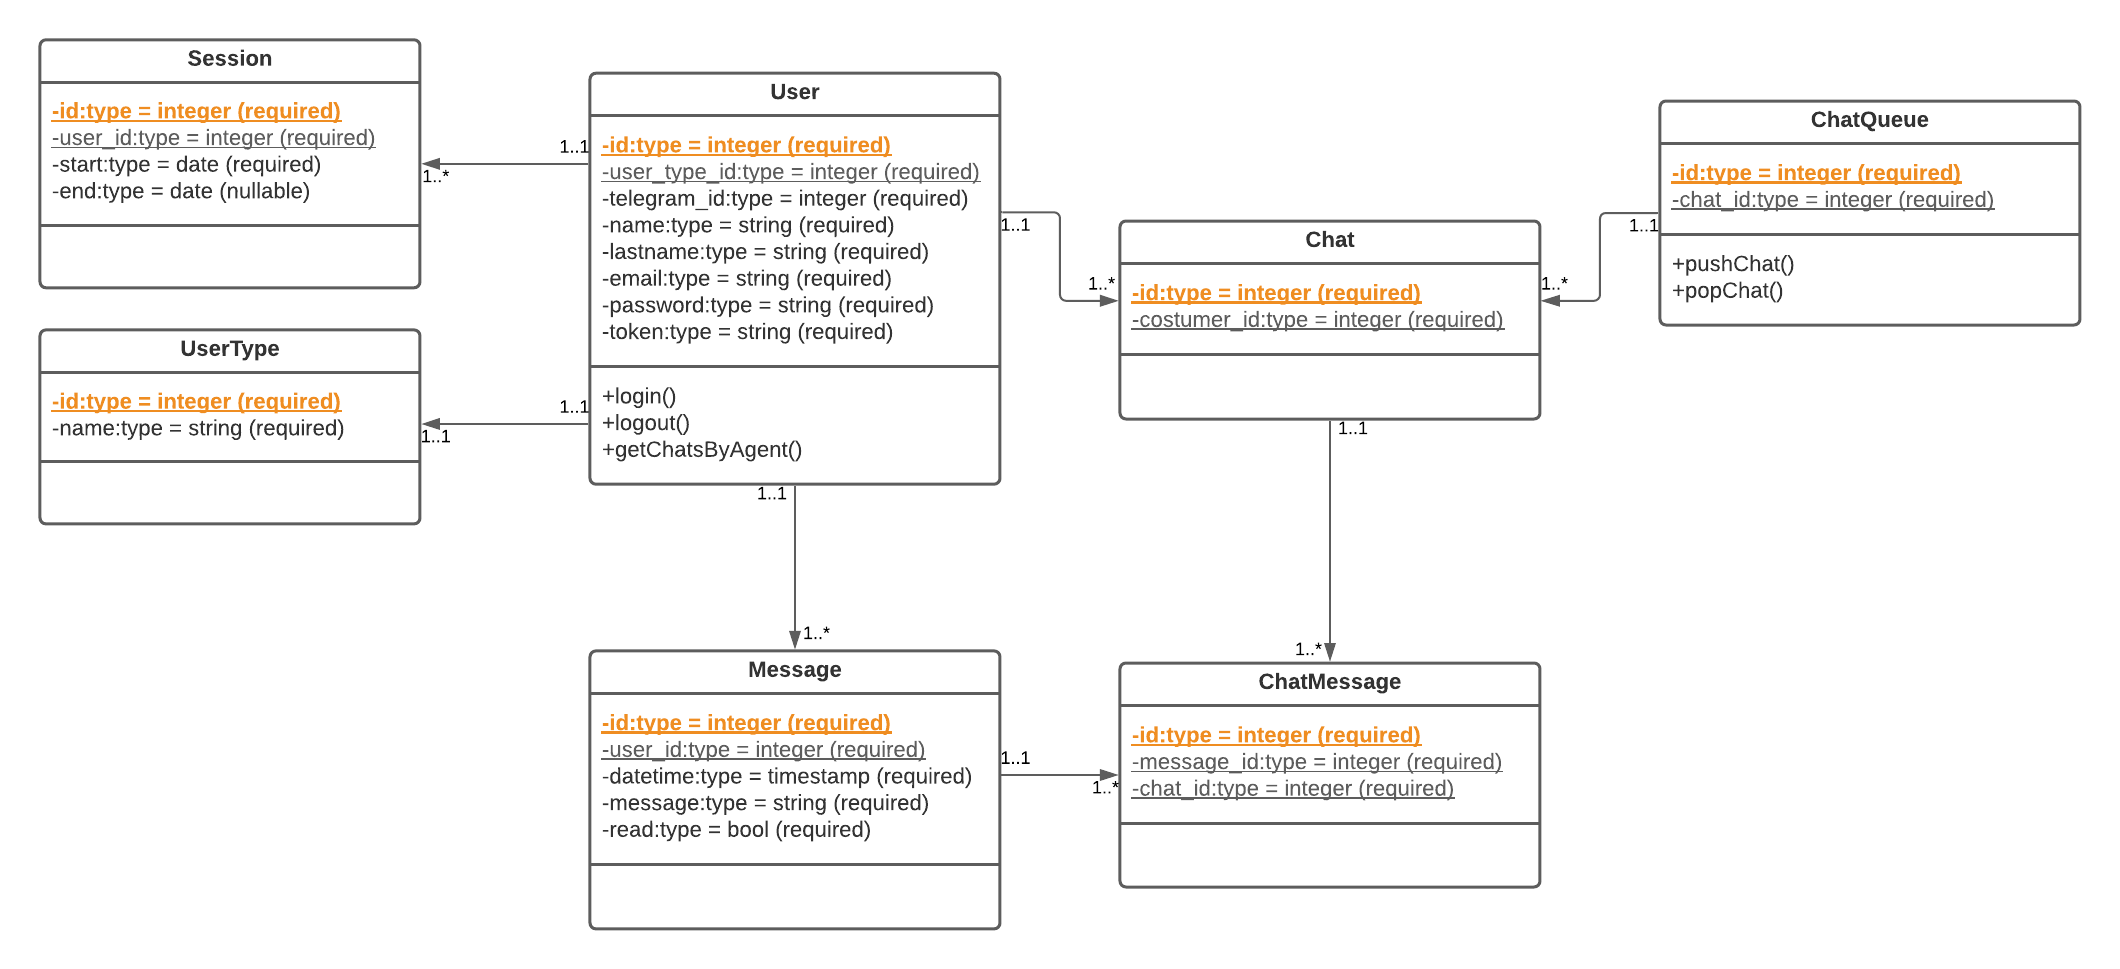 Session
-id:type = integer (required)
-user_id:type = integer (required)
-start:type = date (required)
-end:type = date (nullable)
1..1
1..*
User
-id:type = integer (required)
-user_type_id:type = integer (required)
-telegram_id:type = integer (required)
-name:type = string (required)
-lastname:type = string (required)
-email:type = string (required)
-password:type = string (required)
-token:type = string (required)
+login()
+logout()
+getChatsByAgent()
UserType
-id:type = integer (required)
-name:type = string (required)
1..1
1..1
1..1
1..*
Chat
-id:type = integer (required)
-costumer_id:type = integer (required)
ChatQueue
-id:type = integer (required)
-chat_id:type = integer (required)
+pushChat()
+popChat()
1..1
1..*
1..1
1..*
1..1
1..*
Message
-id:type = integer (required)
-user_id:type = integer (required)
-datetime:type = timestamp (required)
-message:type = string (required)
-read:type = bool (required)
1..1
1..*
ChatMessage
-id:type = integer (required)
-message_id:type = integer (required)
-chat_id:type = integer (required)